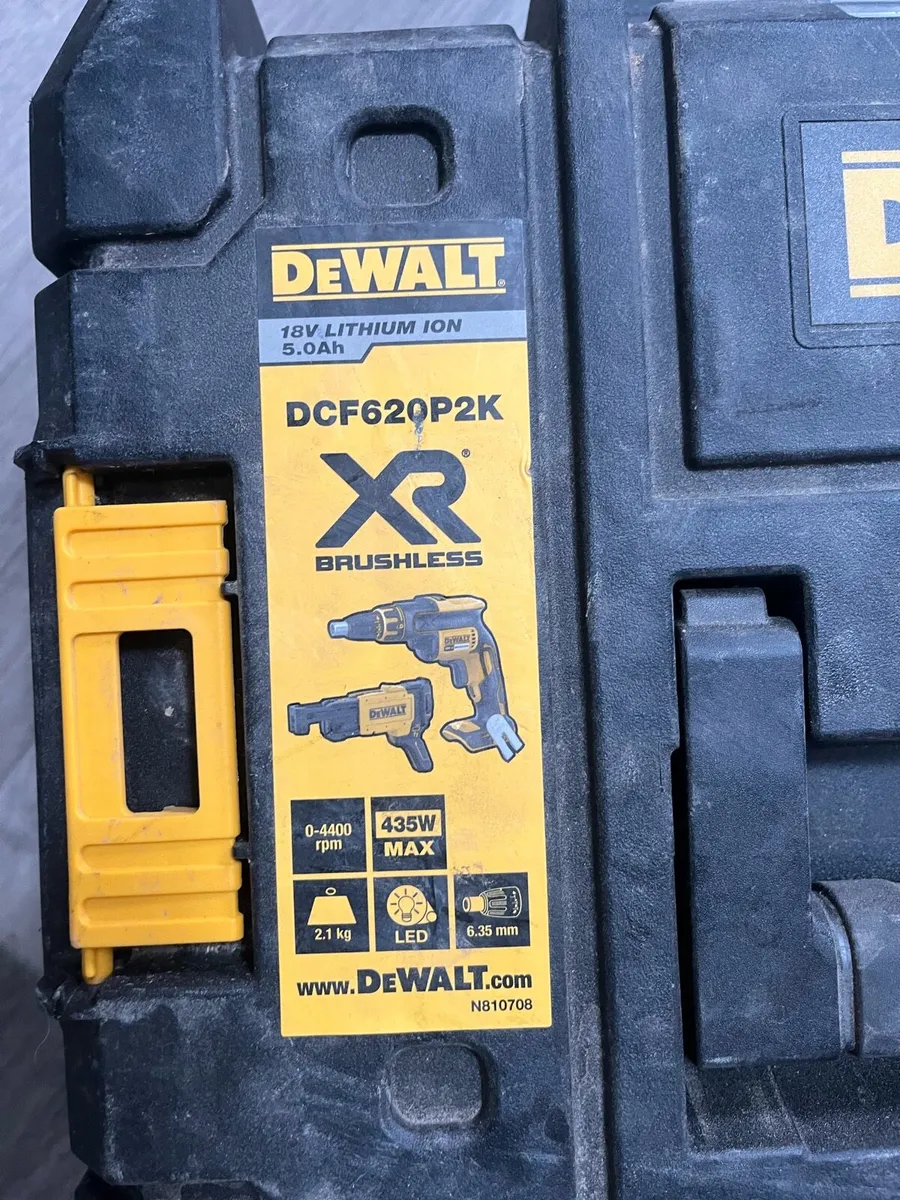 DEWALT®
18V LITHIUM ION
5.0Ah
DCF620P2K
XR®
BRUSHLESS
DEWALT
DEWALT
0-4400
rpm
435W
MAX
2.1 kg
LED
6.35 mm
www.DEWALT.com
N810708
D